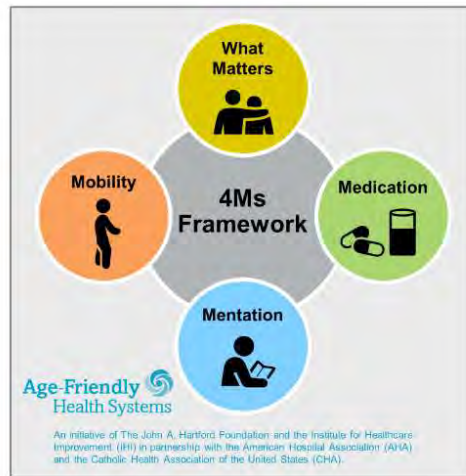 What
Matters
Mobility
4Ms
Framework
Medication
Mentation
Age-Friendly
Health Systems
An initiative of The John A. Hartford Foundation and the Institute for Healthcare
Improvement (IHI) in partnership with the American Hospital Association (AHA)
and the Catholic Health Association of the United States (CHA).